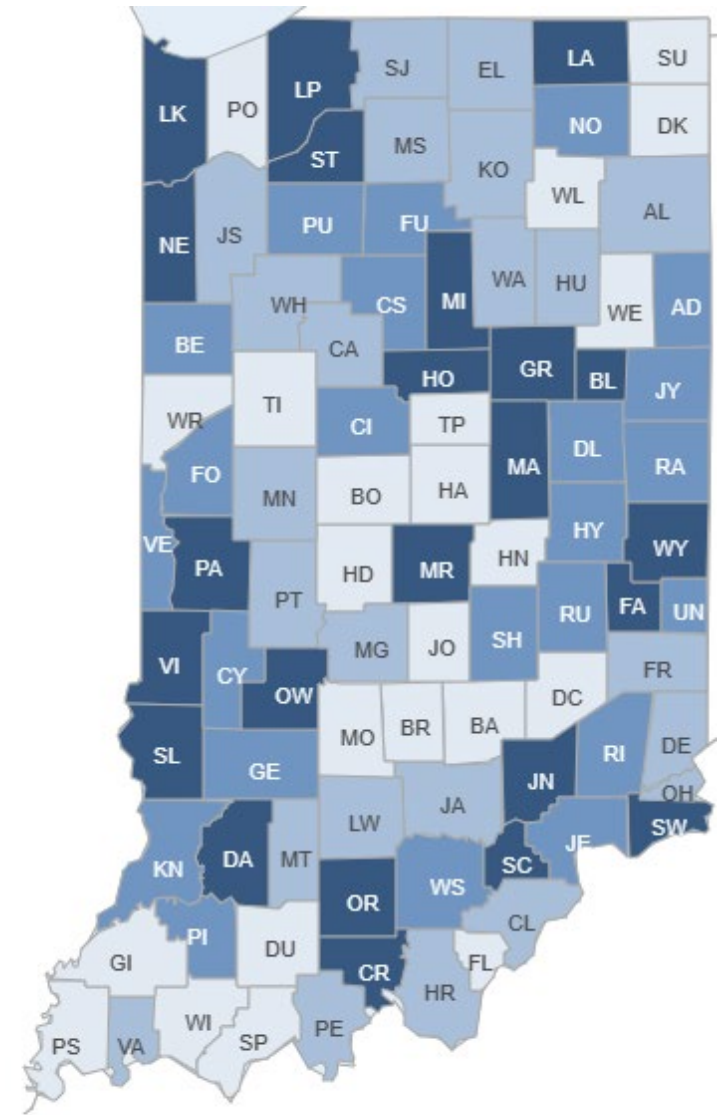 LK
PO
LP
SJ
EL
LA
SU
ST
MS
KO
NO
DK
NE
JS
PU
FU
WL
AL
WH
CS
MI
WA
HU
WE
AD
BE
CA
HO
GR
BL
JY
WR
TI
CI
TP
MA
DL
RA
FO
MN
BO
HA
VE
PA
HD
MR
HN
HY
WY
PT
MG
JO
SH
RU
FA
UN
VI
CY
OW
FR
MO
BR
BA
DC
SL
GE
JN
RI
DE
OH
LW
JA
SW
KN
DA
MT
OR
WS
SC
JE
GI
PI
DU
CR
CL
FL
HR
PS
VA
WI
SP
PE